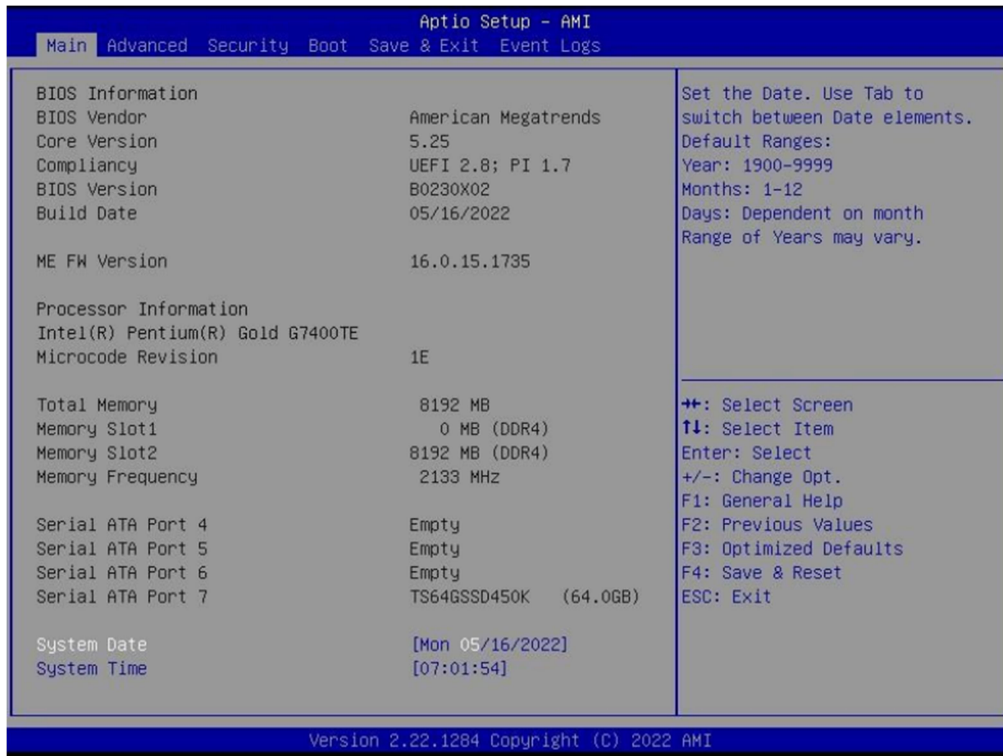 Aptio Setup - AMI
Main Advanced Security Boot Save & Exit Event Logs
BIOS Information
BIOS Vendor American Megatrends
Core Version 5.25
Compliancy UEFI 2.8; PI 1.7
BIOS Version B0230X02
Build Date 05/16/2022
ME FW Version 16.0.15.1735
Processor Information
Intel(R) Pentium(R) Gold G7400TE
Microcode Revision 1E
Total Memory 8192 MB
Memory Slot1 0 MB (DDR4)
Memory Slot2 8192 MB (DDR4)
Memory Frequency 2133 MHz
Serial ATA Port 4 Empty
Serial ATA Port 5 Empty
Serial ATA Port 6 Empty
Serial ATA Port 7 TS64GSSD450K (64.0GB)
System Date [Mon 05/16/2022]
System Time [07:01:54]
Set the Date. Use Tab to
switch between Date elements.
Default Ranges:
Year: 1900-9999
Months: 1-12
Days: Dependent on month
Range of Years may vary.
→←: Select Screen
↑↓: Select Item
Enter: Select
+/-: Change Opt.
F1: General Help
F2: Previous Values
F3: Optimized Defaults
F4: Save & Reset
ESC: Exit
Version 2.22.1284 Copyright (C) 2022 AMI